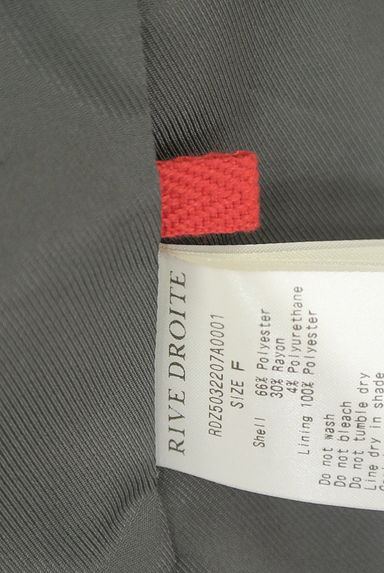 RIVE DROITE
RDZ5032207A0001
SIZE F
Shell 66% Polyester
30% Rayon
4% Polyurethane
Lining 100% Polyester
Do not wash
Do not bleach
Do not tumble dry
Line dry in shade